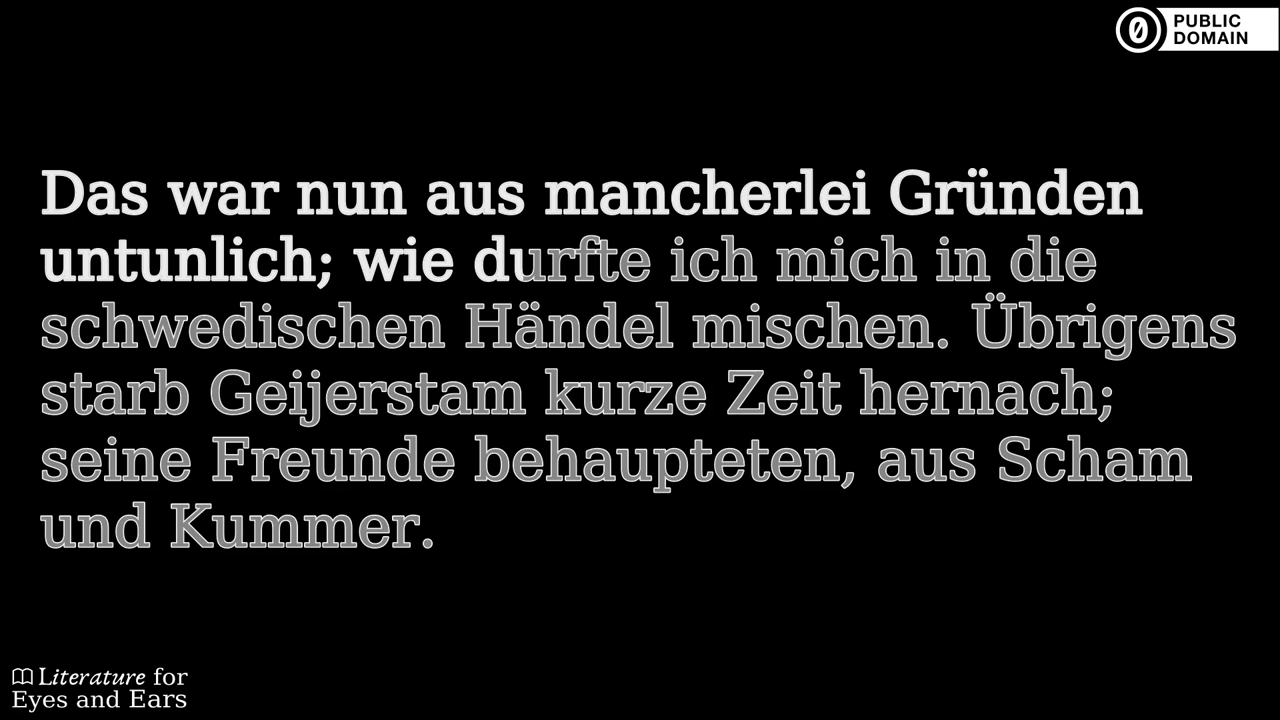 PUBLIC
DOMAIN
Das war nun aus mancherlei Gründen
untunlich; wie durfte ich mich in die
schwedischen Händel mischen. Übrigens
starb Geijerstam kurze Zeit hernach;
seine Freunde behaupteten, aus Scham
und Kummer.
Literature for
Eyes and Ears